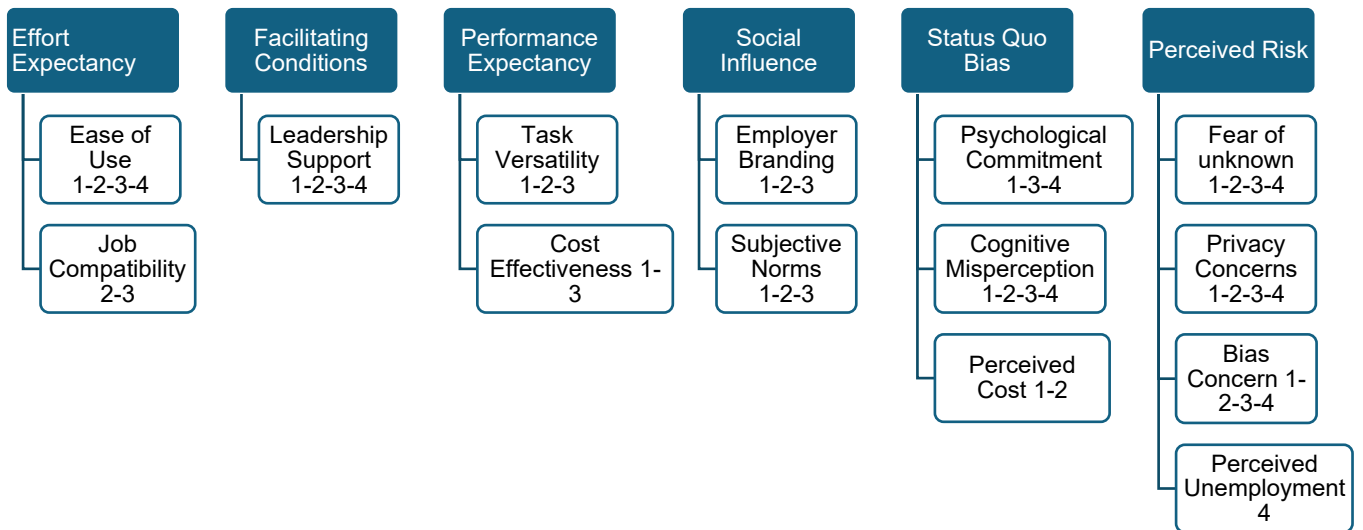 Effort
Expectancy
Ease of
Use
1-2-3-4
Job
Compatibility
2-3
Facilitating
Conditions
Leadership
Support
1-2-3-4
Performance
Expectancy
Task
Versatility
1-2-3
Cost
Effectiveness 1-
3
Social
Influence
Employer
Branding
1-2-3
Subjective
Norms
1-2-3
Status Quo
Bias
Psychological
Commitment
1-3-4
Cognitive
Misperception
1-2-3-4
Perceived
Cost 1-2
Perceived Risk
Fear of
unknown
1-2-3-4
Privacy
Concerns
1-2-3-4
Bias
Concern 1-
2-3-4
Perceived
Unemployment
4